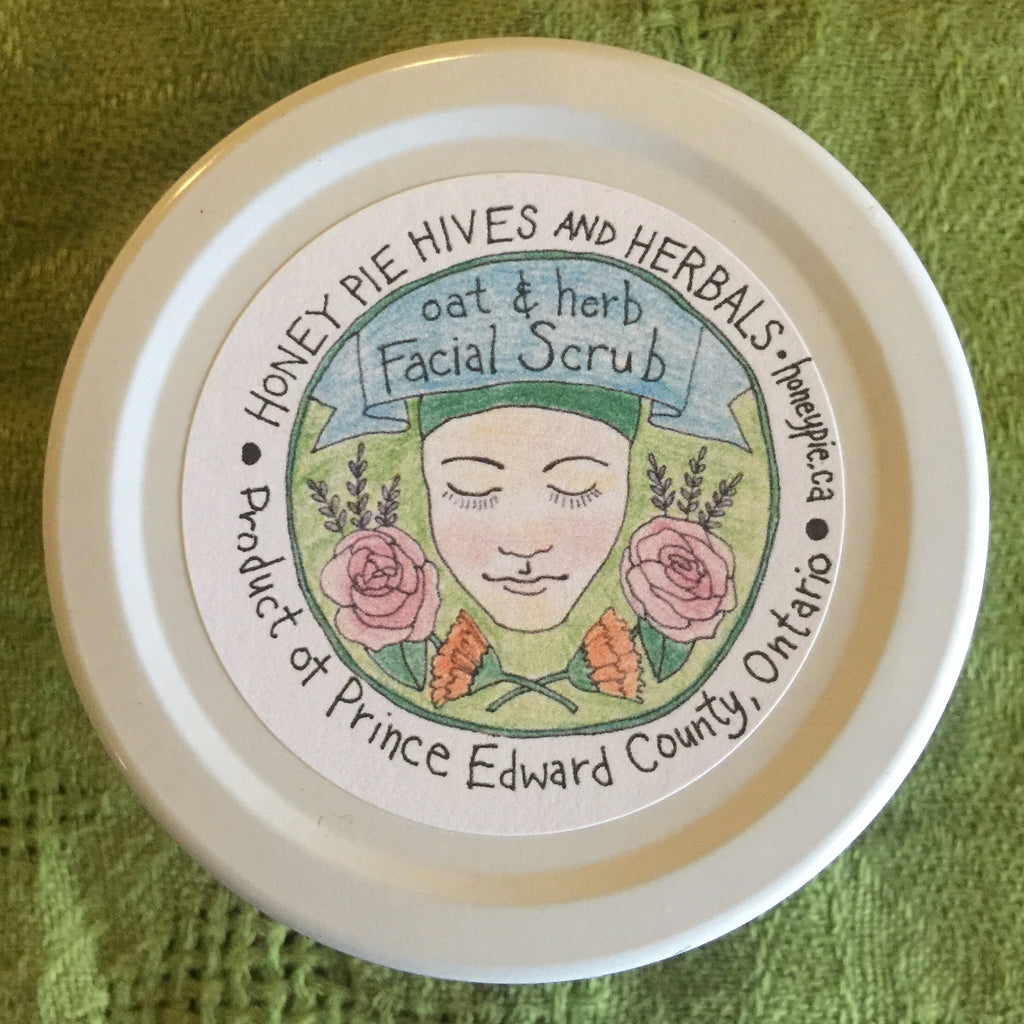 HONEY PIE HIVES AND HERBALS • honeypie.ca
oat & herb
Facial Scrub
• Product of Prince Edward County, Ontario •